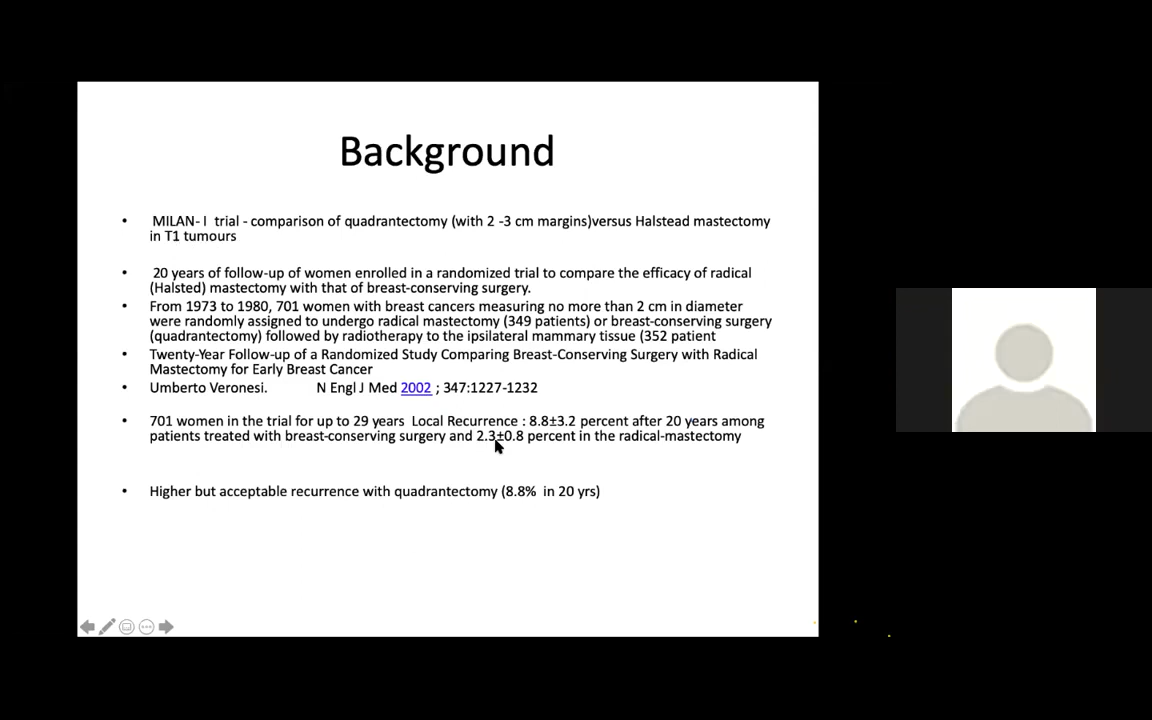 Background
• MILAN- I trial - comparison of quadrantectomy (with 2 -3 cm margins)versus Halstead mastectomy
in T1 tumours
• 20 years of follow-up of women enrolled in a randomized trial to compare the efficacy of radical
(Halsted) mastectomy with that of breast-conserving surgery.
• From 1973 to 1980, 701 women with breast cancers measuring no more than 2 cm in diameter
were randomly assigned to undergo radical mastectomy (349 patients) or breast-conserving surgery
(quadrantectomy) followed by radiotherapy to the ipsilateral mammary tissue (352 patient
• Twenty-Year Follow-up of a Randomized Study Comparing Breast-Conserving Surgery with Radical
Mastectomy for Early Breast Cancer
• Umberto Veronesi. N Engl J Med 2002 ; 347:1227-1232
• 701 women in the trial for up to 29 years Local Recurrence : 8.8±3.2 percent after 20 years among
patients treated with breast-conserving surgery and 2.3±0.8 percent in the radical-mastectomy
• Higher but acceptable recurrence with quadrantectomy (8.8% in 20 yrs)